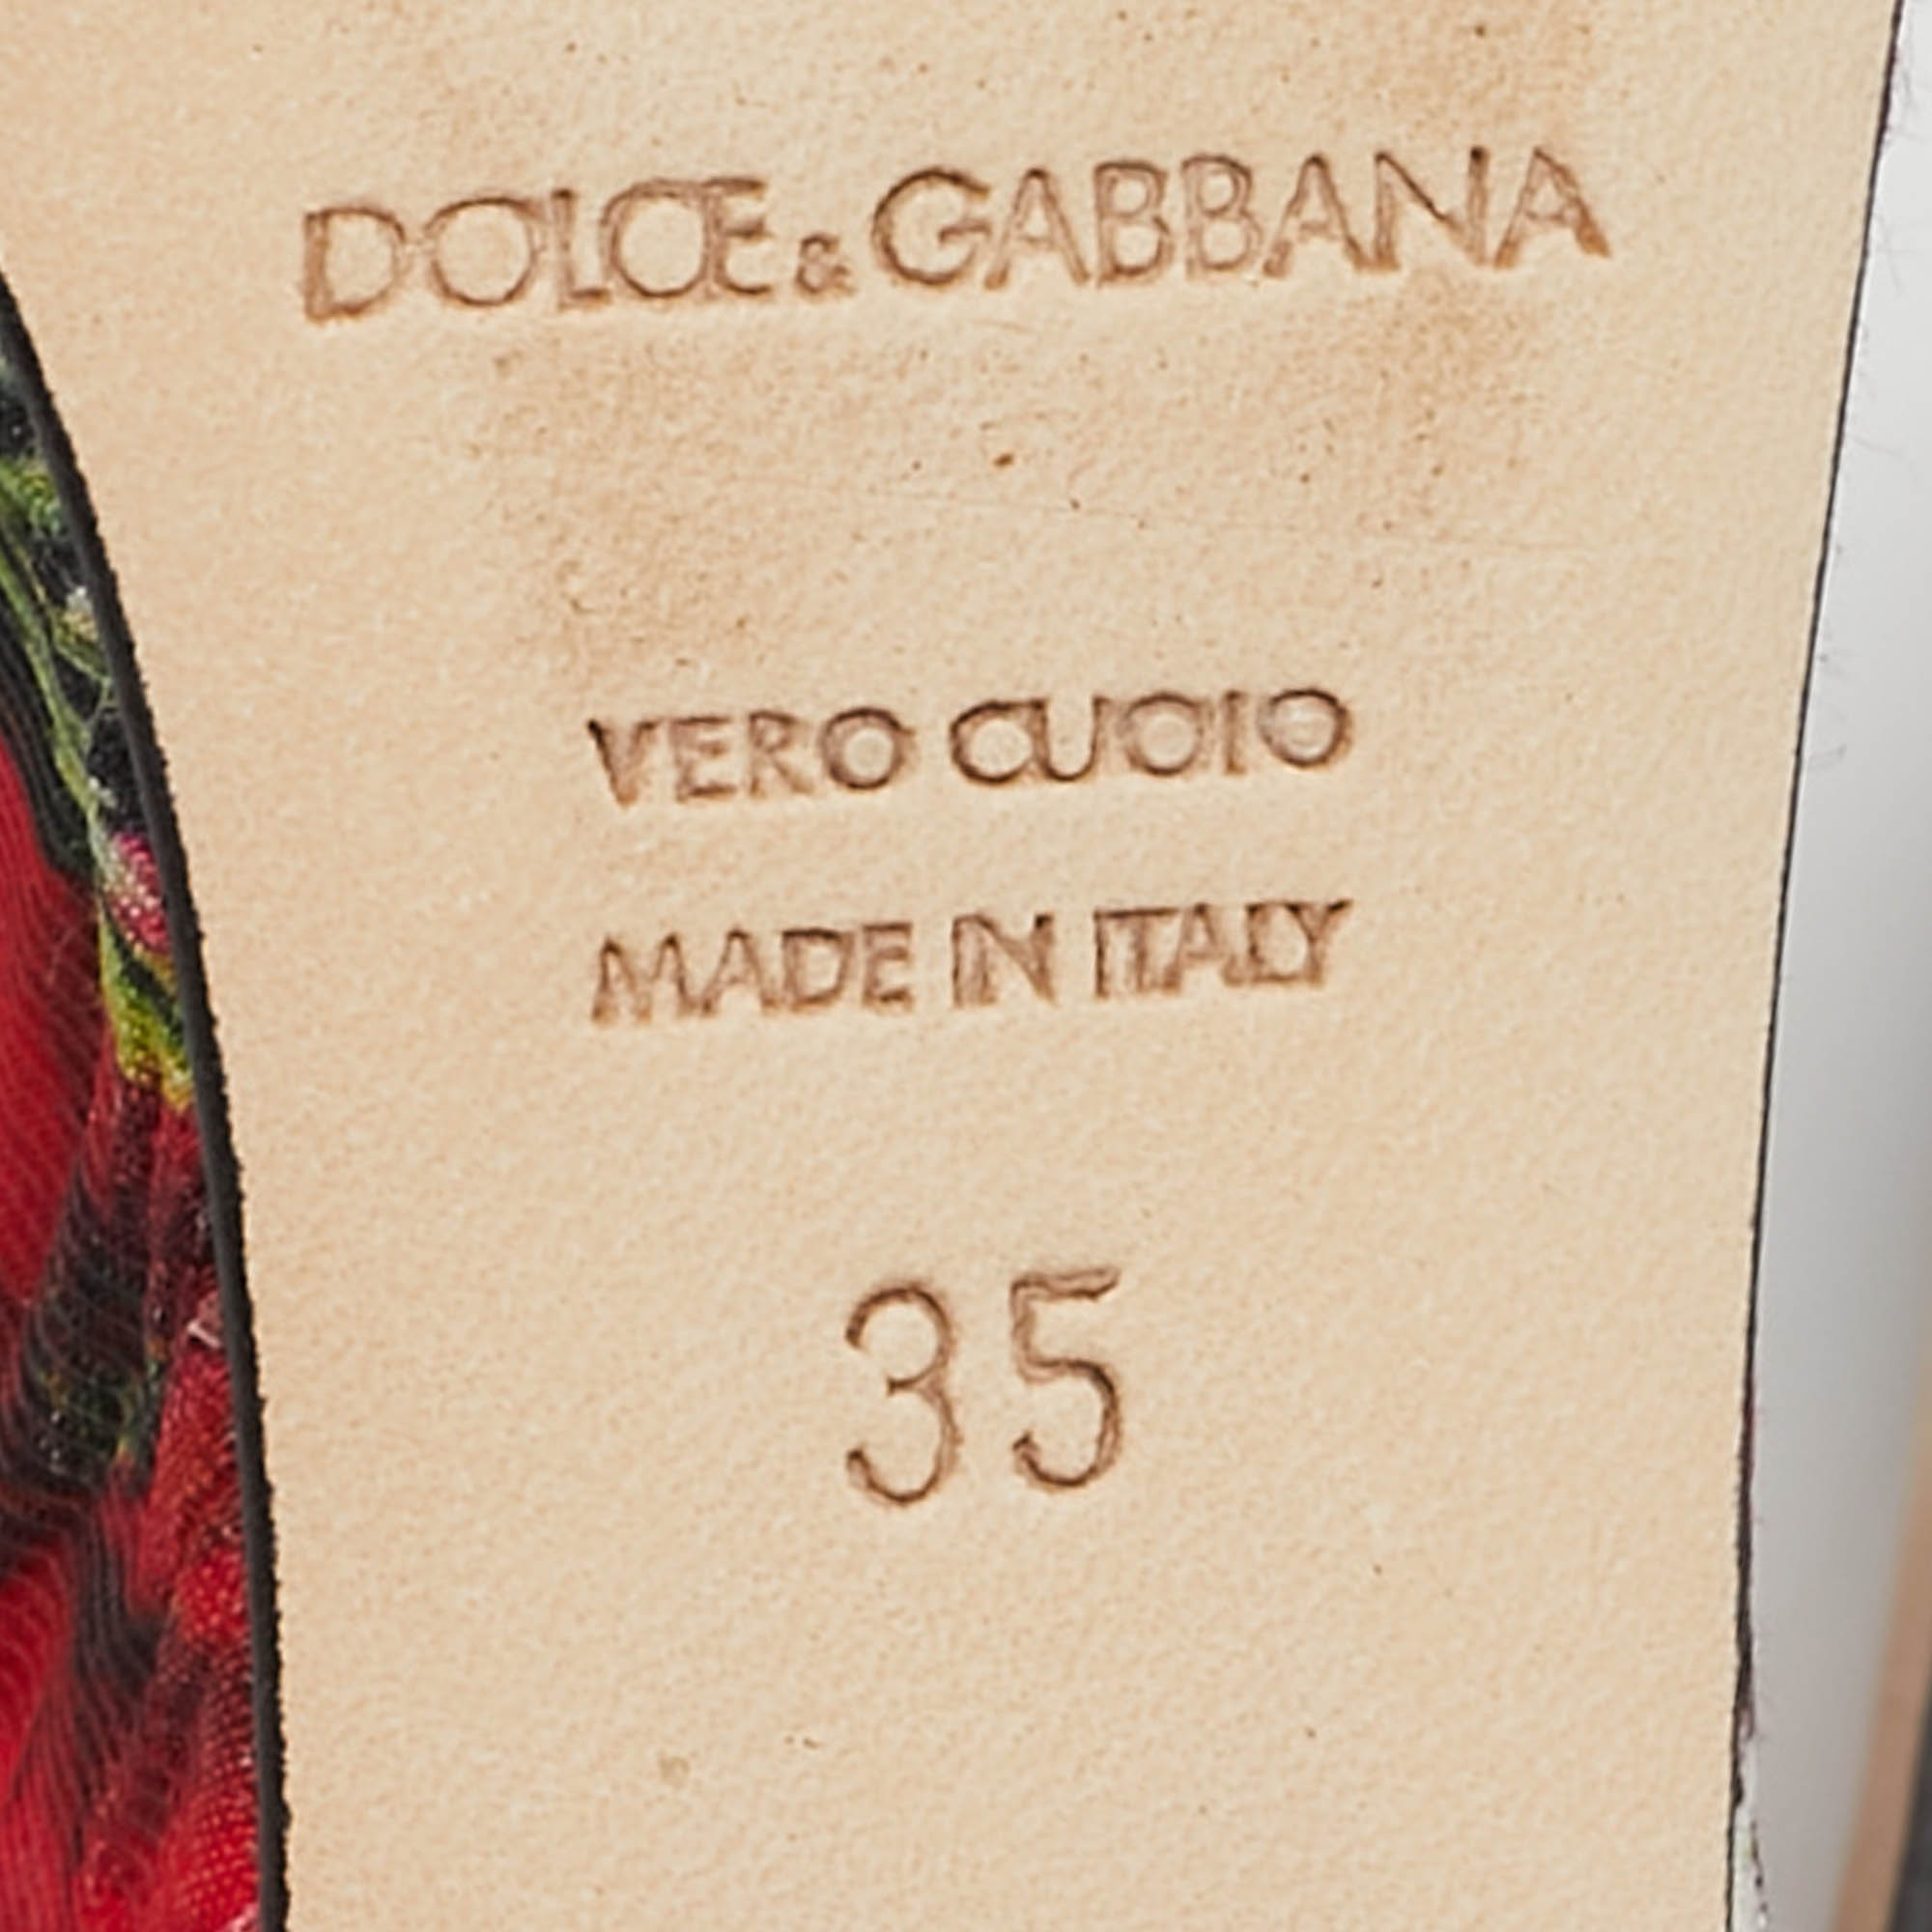 DOLCE & GABBANA
VERO CUOIO
MADE IN ITALY
35